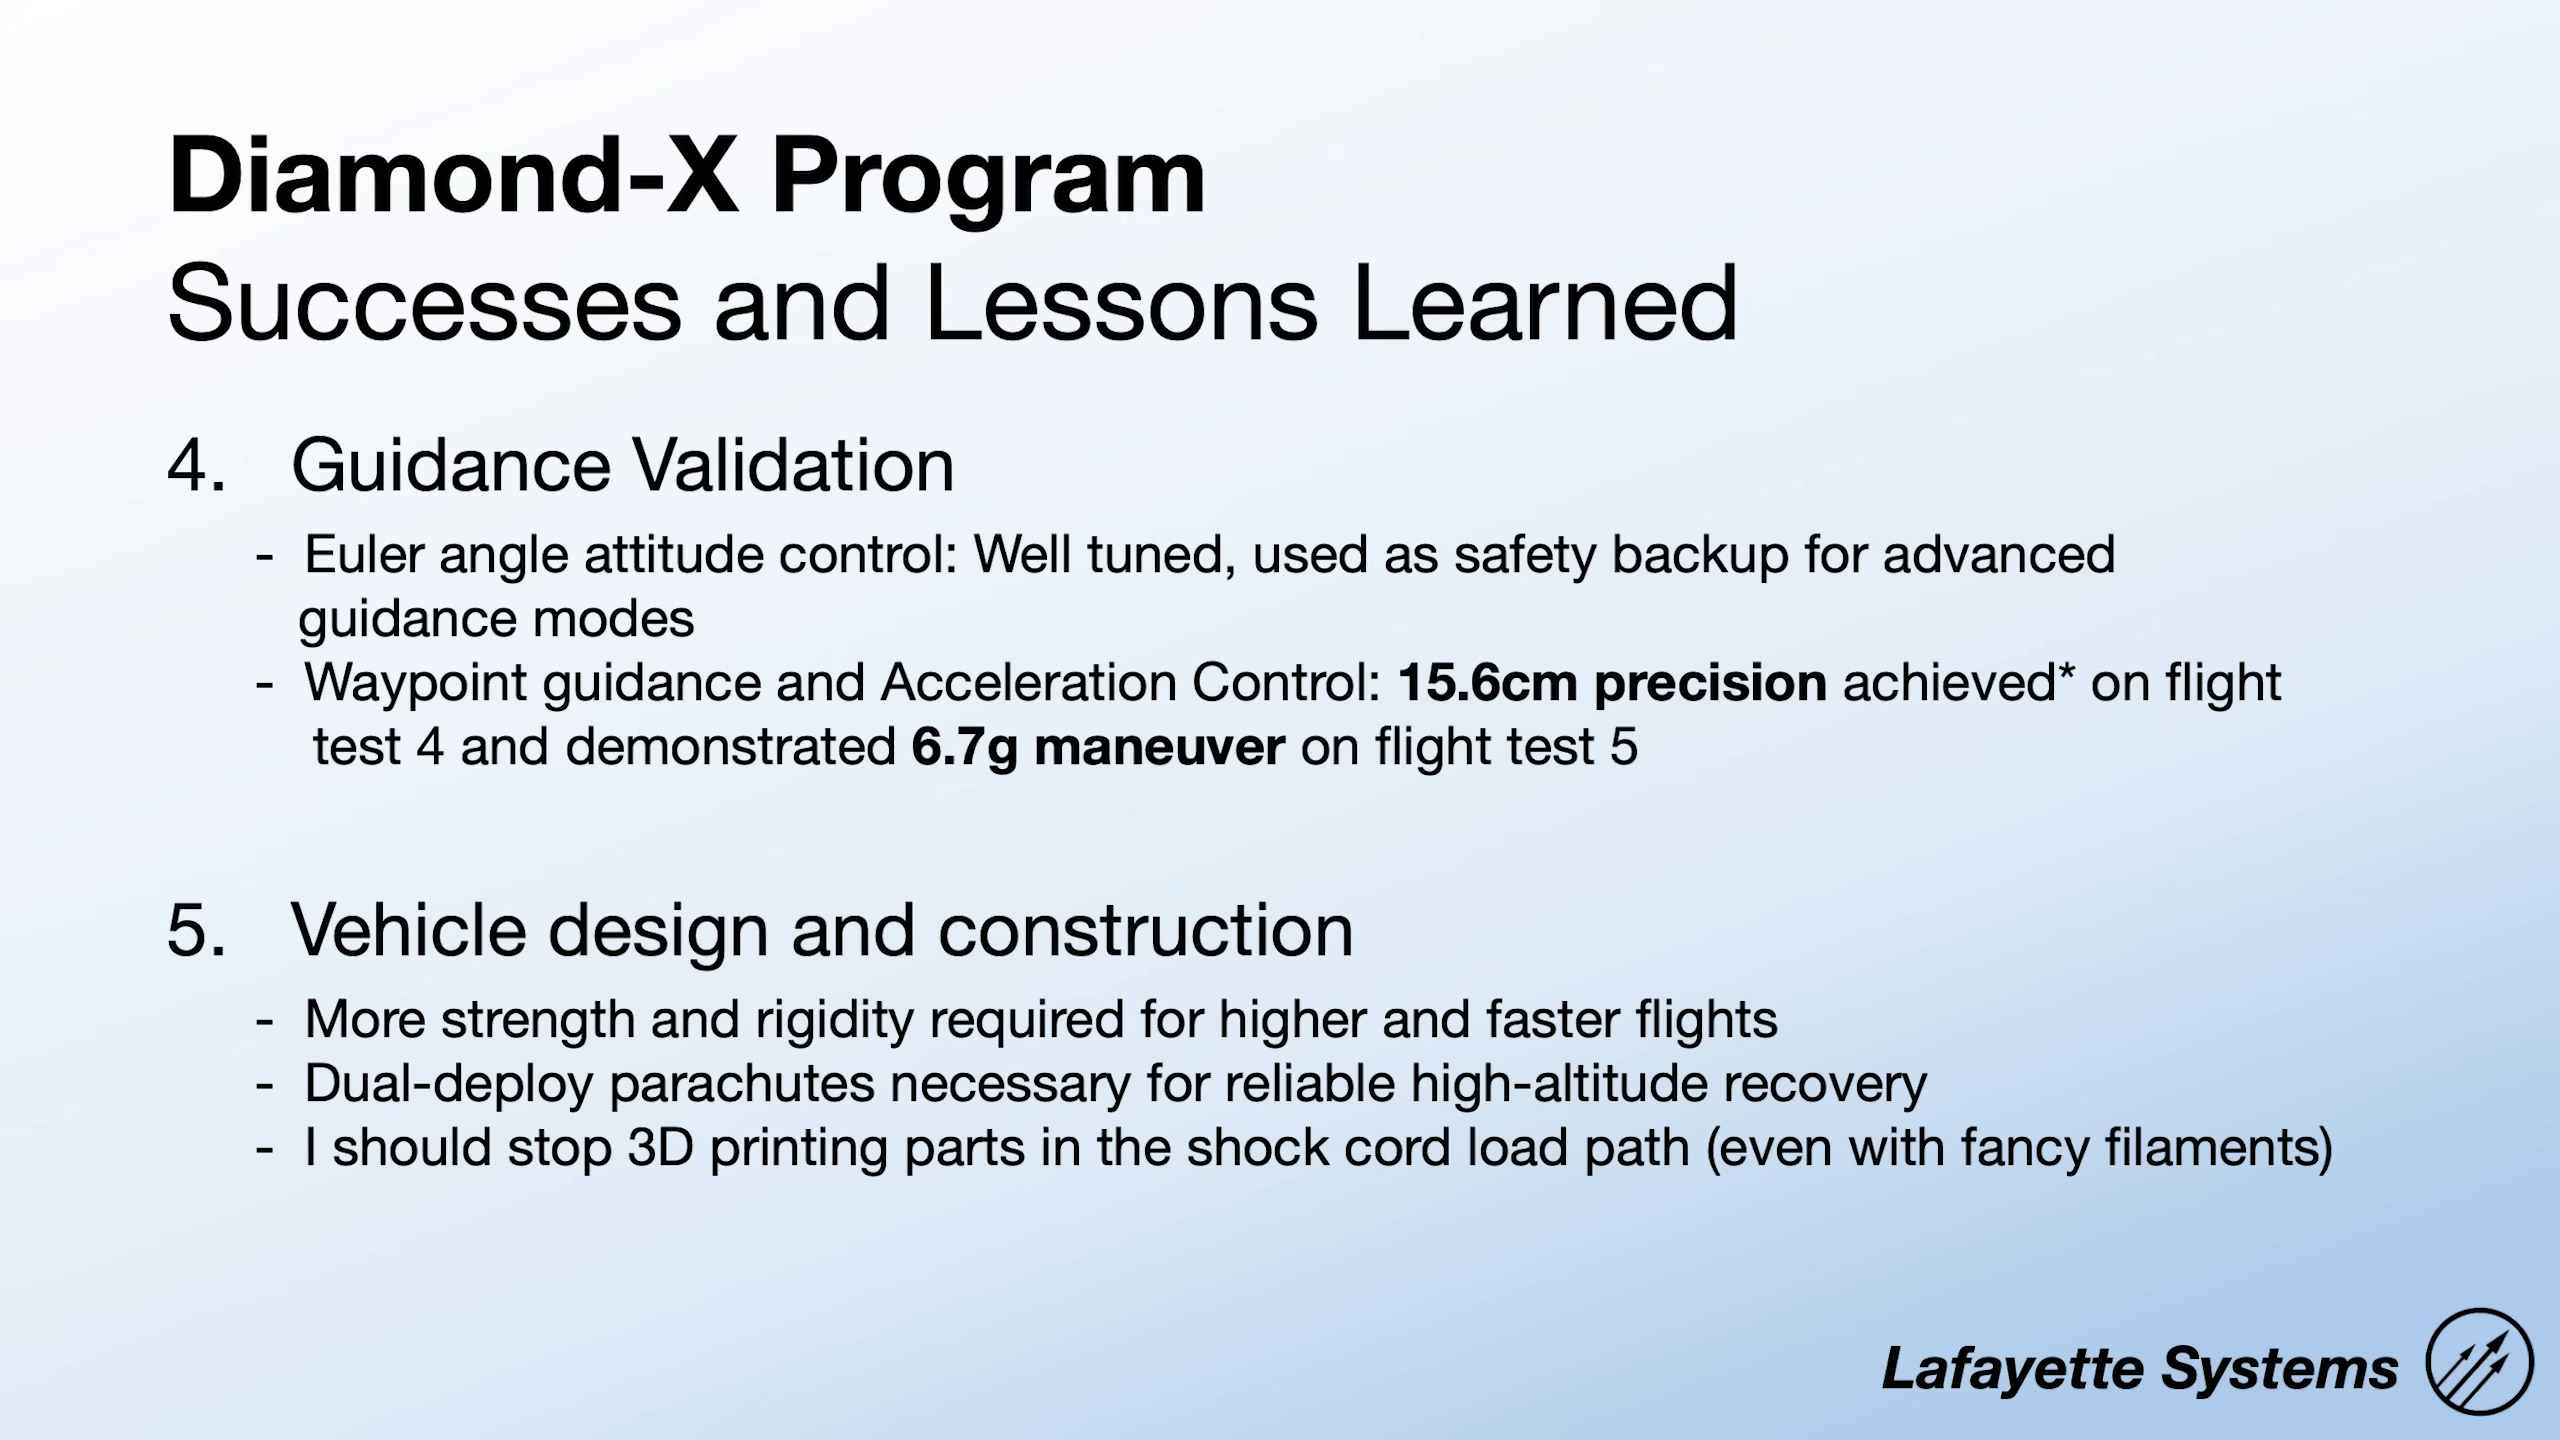 Diamond-X Program
Successes and Lessons Learned
4. Guidance Validation
- Euler angle attitude control: Well tuned, used as safety backup for advanced
guidance modes
- Waypoint guidance and Acceleration Control: 15.6cm precision achieved* on flight
test 4 and demonstrated 6.7g maneuver on flight test 5
5. Vehicle design and construction
- More strength and rigidity required for higher and faster flights
- Dual-deploy parachutes necessary for reliable high-altitude recovery
- I should stop 3D printing parts in the shock cord load path (even with fancy filaments)
Lafayette Systems